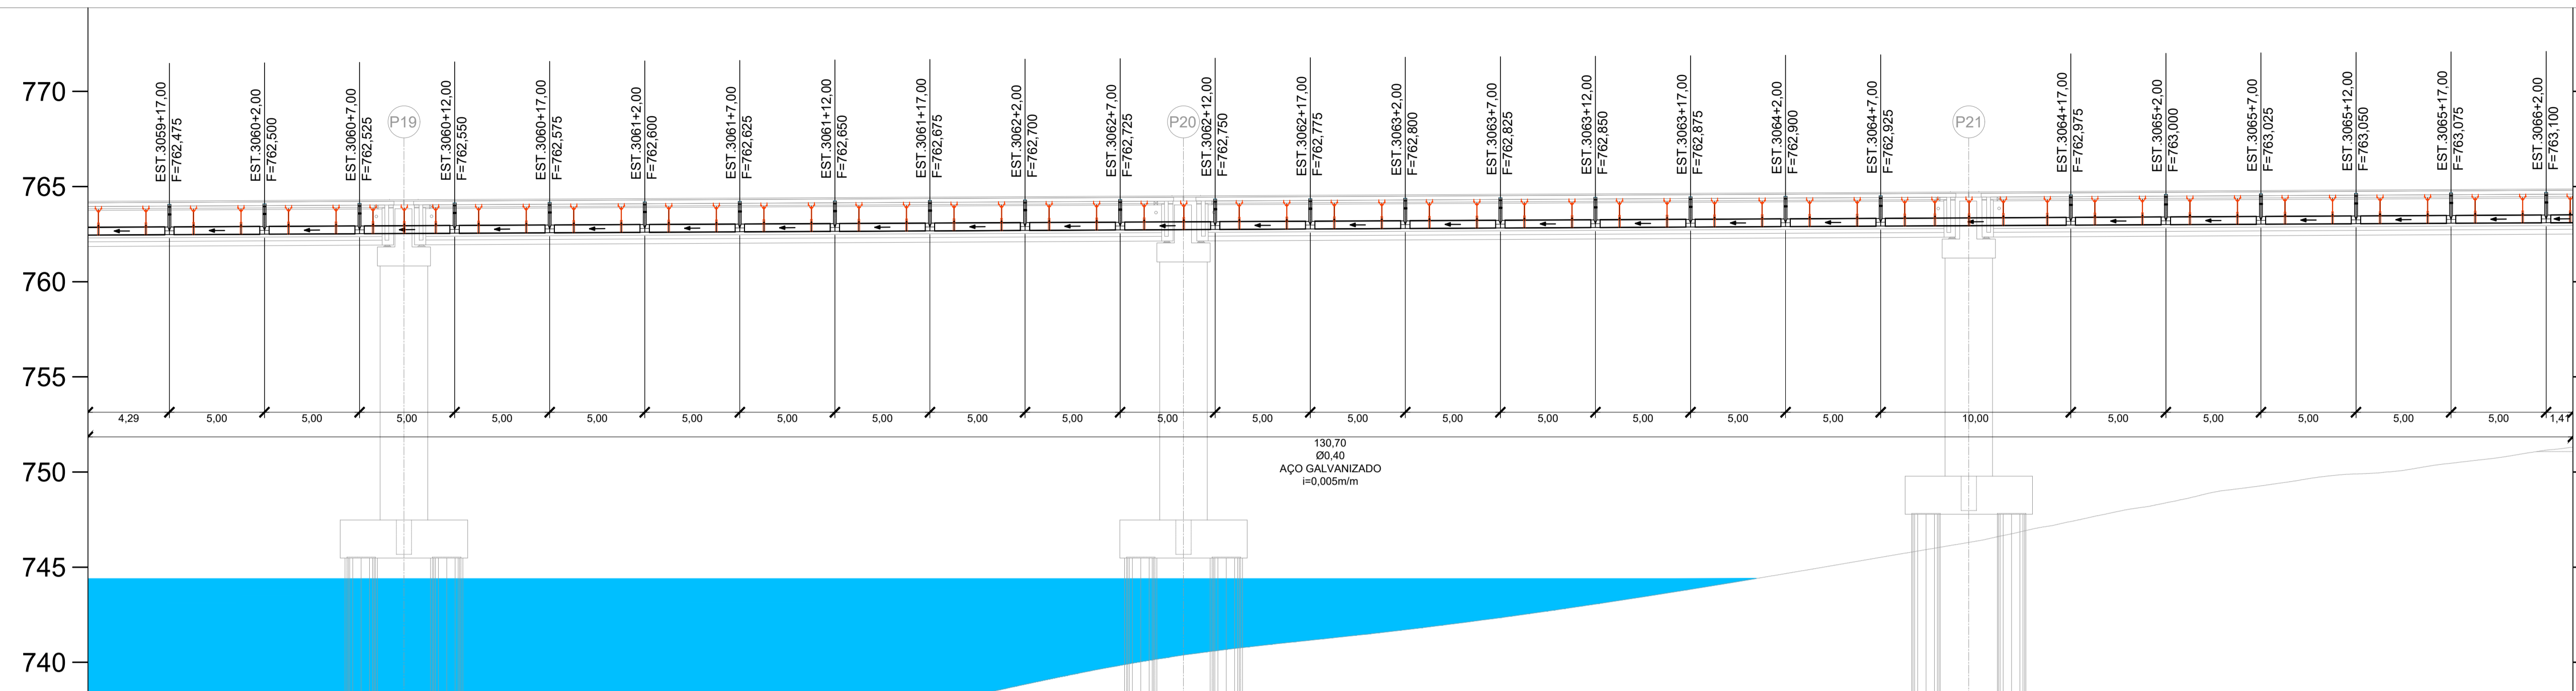 770
765
760
755
750
745
740
EST.3059+17,00
F=762,475
EST.3060+2,00
F=762,500
EST.3060+7,00
F=762,525
P19
EST.3060+12,00
F=762,550
EST.3060+17,00
F=762,575
EST.3061+2,00
F=762,600
EST.3061+7,00
F=762,625
EST.3061+12,00
F=762,650
EST.3061+17,00
F=762,675
EST.3062+2,00
F=762,700
EST.3062+7,00
F=762,725
P20
EST.3062+12,00
F=762,750
EST.3062+17,00
F=762,775
EST.3063+2,00
F=762,800
EST.3063+7,00
F=762,825
EST.3063+12,00
F=762,850
EST.3063+17,00
F=762,875
EST.3064+2,00
F=762,900
EST.3064+7,00
F=762,925
P21
EST.3064+17,00
F=762,975
EST.3065+2,00
F=763,000
EST.3065+7,00
F=763,025
EST.3065+12,00
F=763,050
EST.3065+17,00
F=763,075
EST.3066+2,00
F=763,100
4,29 5,00 5,00 5,00 5,00 5,00 5,00 5,00 5,00 5,00 5,00 5,00 5,00 5,00 5,00 5,00 5,00 5,00 5,00 10,00 5,00 5,00 5,00 5,00 5,00 1,41
130,70
Ø0,40
AÇO GALVANIZADO
i=0,005m/m